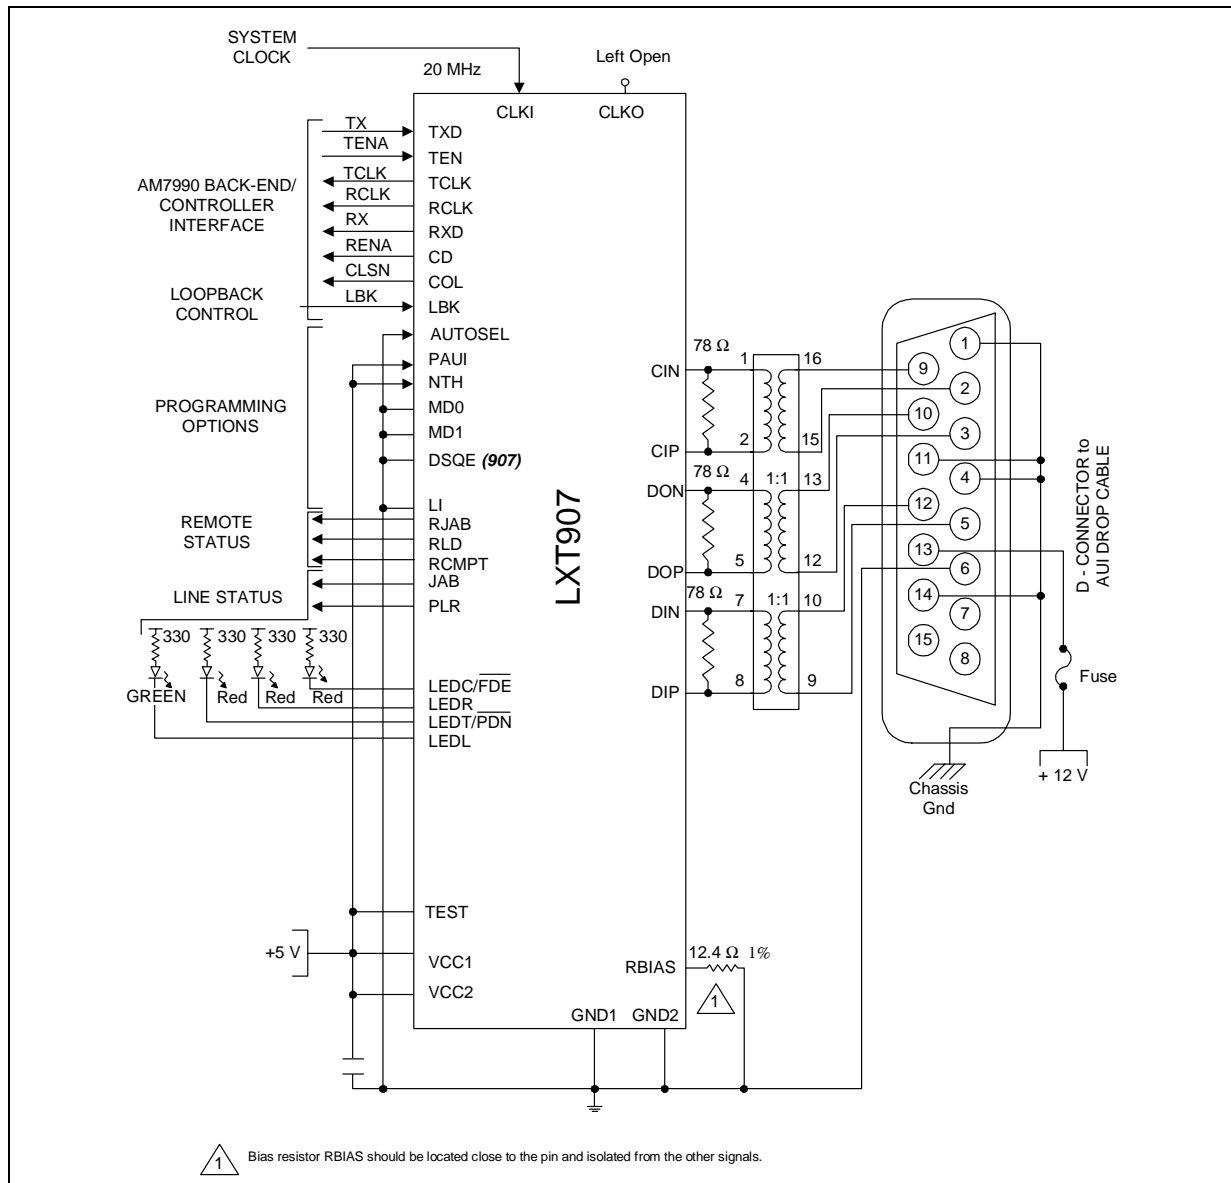 SYSTEM
CLOCK
20 MHz
Left Open
CLKI
CLKO
TX
TXD
TENA
TEN
TCLK
TCLK
RCLK
RCLK
RX
RXD
RENA
CD
CLSN
COL
LBK
LBK
AM7990 BACK-END/
CONTROLLER
INTERFACE
LOOPBACK
CONTROL
PROGRAMMING
OPTIONS
AUTOSEL
PAUI
NTH
MD0
MD1
DSQE (907)
LI
REMOTE
STATUS
RJAB
RLD
RCMPT
LINE STATUS
JAB
PLR
330
330
330
330
GREEN
Red
Red
Red
LEDC/FDE
LEDR
LEDT/PDN
LEDL
LXT907
TEST
+5 V
VCC1
VCC2
GND1
GND2
RBIAS
12.4 Ω 1%
1
CIN
78 Ω
1
16
CIP
2
15
DON
78 Ω
4
1:1
13
DOP
5
12
DIN
78 Ω
7
1:1
10
DIP
8
9
1
9
2
10
3
11
4
12
5
13
6
14
7
15
8
D - CONNECTOR to
AUI DROP CABLE
Fuse
+ 12 V
Chassis
Gnd
1
Bias resistor RBIAS should be located close to the pin and isolated from the other signals.